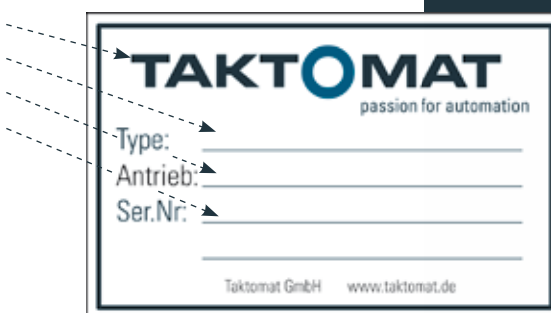 TAKTOMAT
passion for automation
Type:
Antrieb:
Ser.Nr:
Taktomat GmbH www.taktomat.de